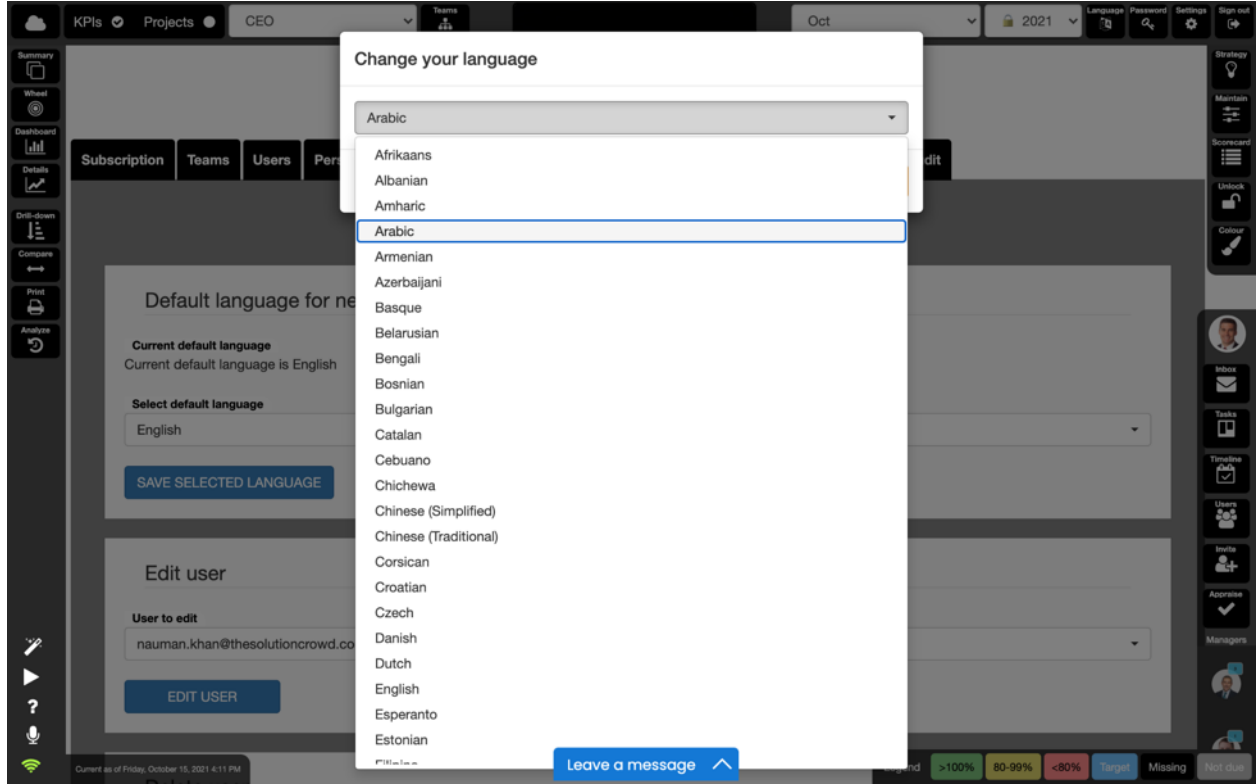 KPIs Projects CEO Teams Oct 2021 Language Password Settings Sign out
Summary
Wheel
Dashboard
Details
Drill-down
Compare
Print
Analyze
Change your language
Arabic
Afrikaans
Albanian
Amharic
Arabic
Armenian
Azerbaijani
Basque
Belarusian
Bengali
Bosnian
Bulgarian
Catalan
Cebuano
Chichewa
Chinese (Simplified)
Chinese (Traditional)
Corsican
Croatian
Czech
Danish
Dutch
English
Esperanto
Estonian
Filipino
Subscription Teams Users
Default language for
Current default language
Current default language is English
Select default language
English
SAVE SELECTED LANGUAGE
Edit user
User to edit
nauman.khan@thesolutioncrowd.co
EDIT USER
Strategy
Maintain
Scorecard
Unlock
Colour
Inbox
Tasks
Timeline
Users
Invite
Appraise
Managers
?
Current as of Friday, October 15, 2021 4:11 PM
Leave a message
>100% 80-99% <80% Target Missing Not due